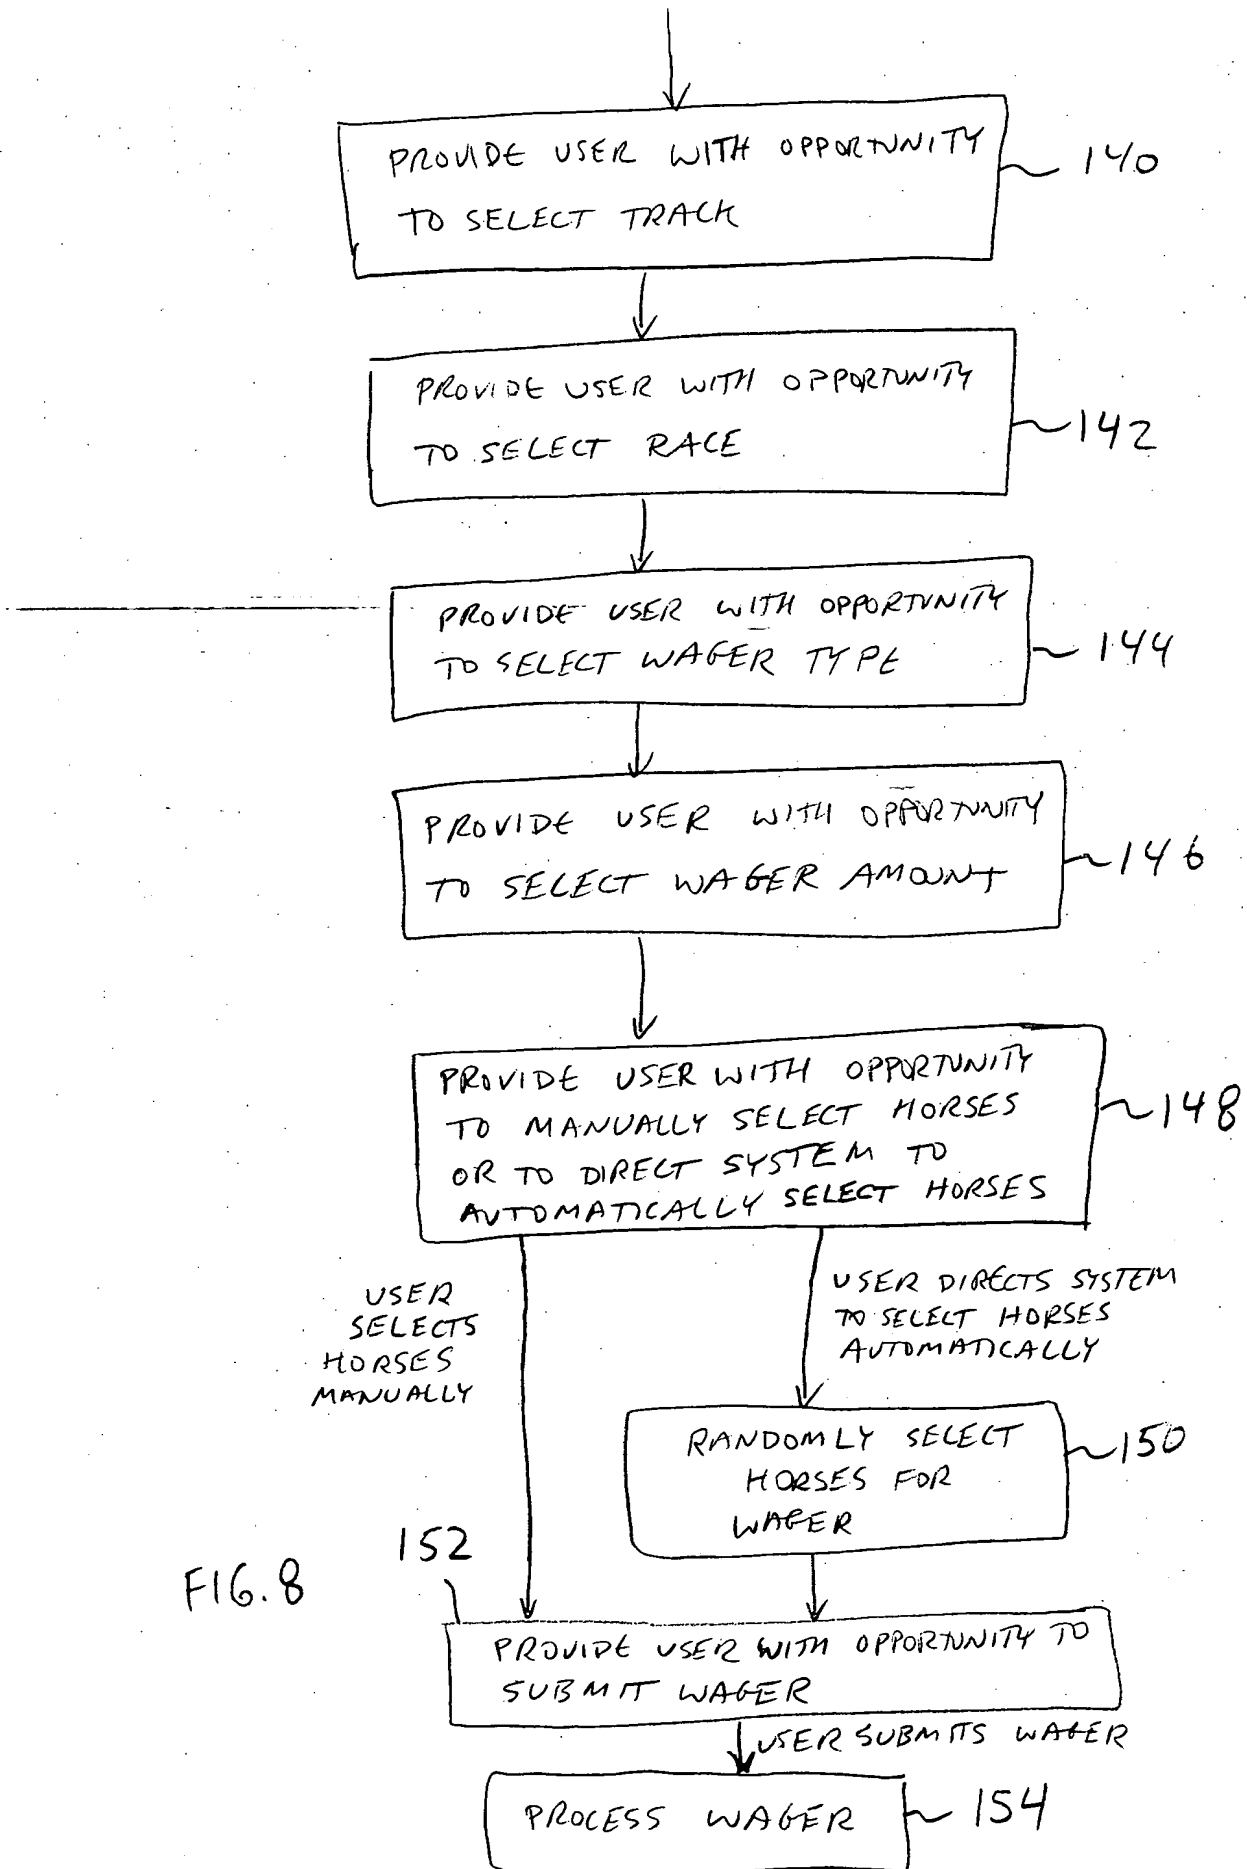 PROVIDE USER WITH OPPORTUNITY
TO SELECT TRACK
140
PROVIDE USER WITH OPPORTUNITY
TO SELECT RACE
142
PROVIDE USER WITH OPPORTUNITY
TO SELECT WAGER TYPE
144
PROVIDE USER WITH OPPORTUNITY
TO SELECT WAGER AMOUNT
146
PROVIDE USER WITH OPPORTUNITY
TO MANUALLY SELECT HORSES
OR TO DIRECT SYSTEM TO
AUTOMATICALLY SELECT HORSES
148
USER
SELECTS
HORSES
MANUALLY
USER DIRECTS SYSTEM
TO SELECT HORSES
AUTOMATICALLY
RANDOMLY SELECT
HORSES FOR
WAGER
150
152
FIG. 8
PROVIDE USER WITH OPPORTUNITY TO
SUBMIT WAGER
USER SUBMITS WAGER
PROCESS WAGER
154